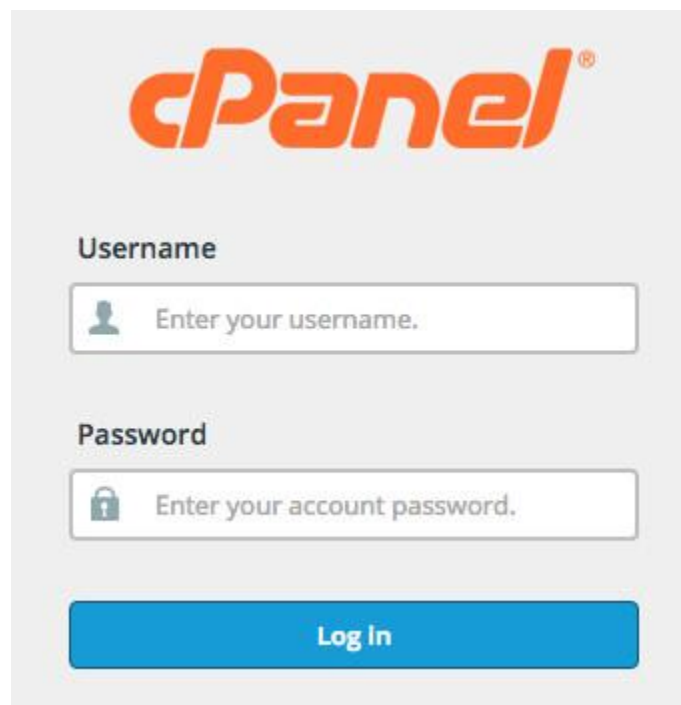 cPanel®
Username
Enter your username.
Password
Enter your account password.
Log in